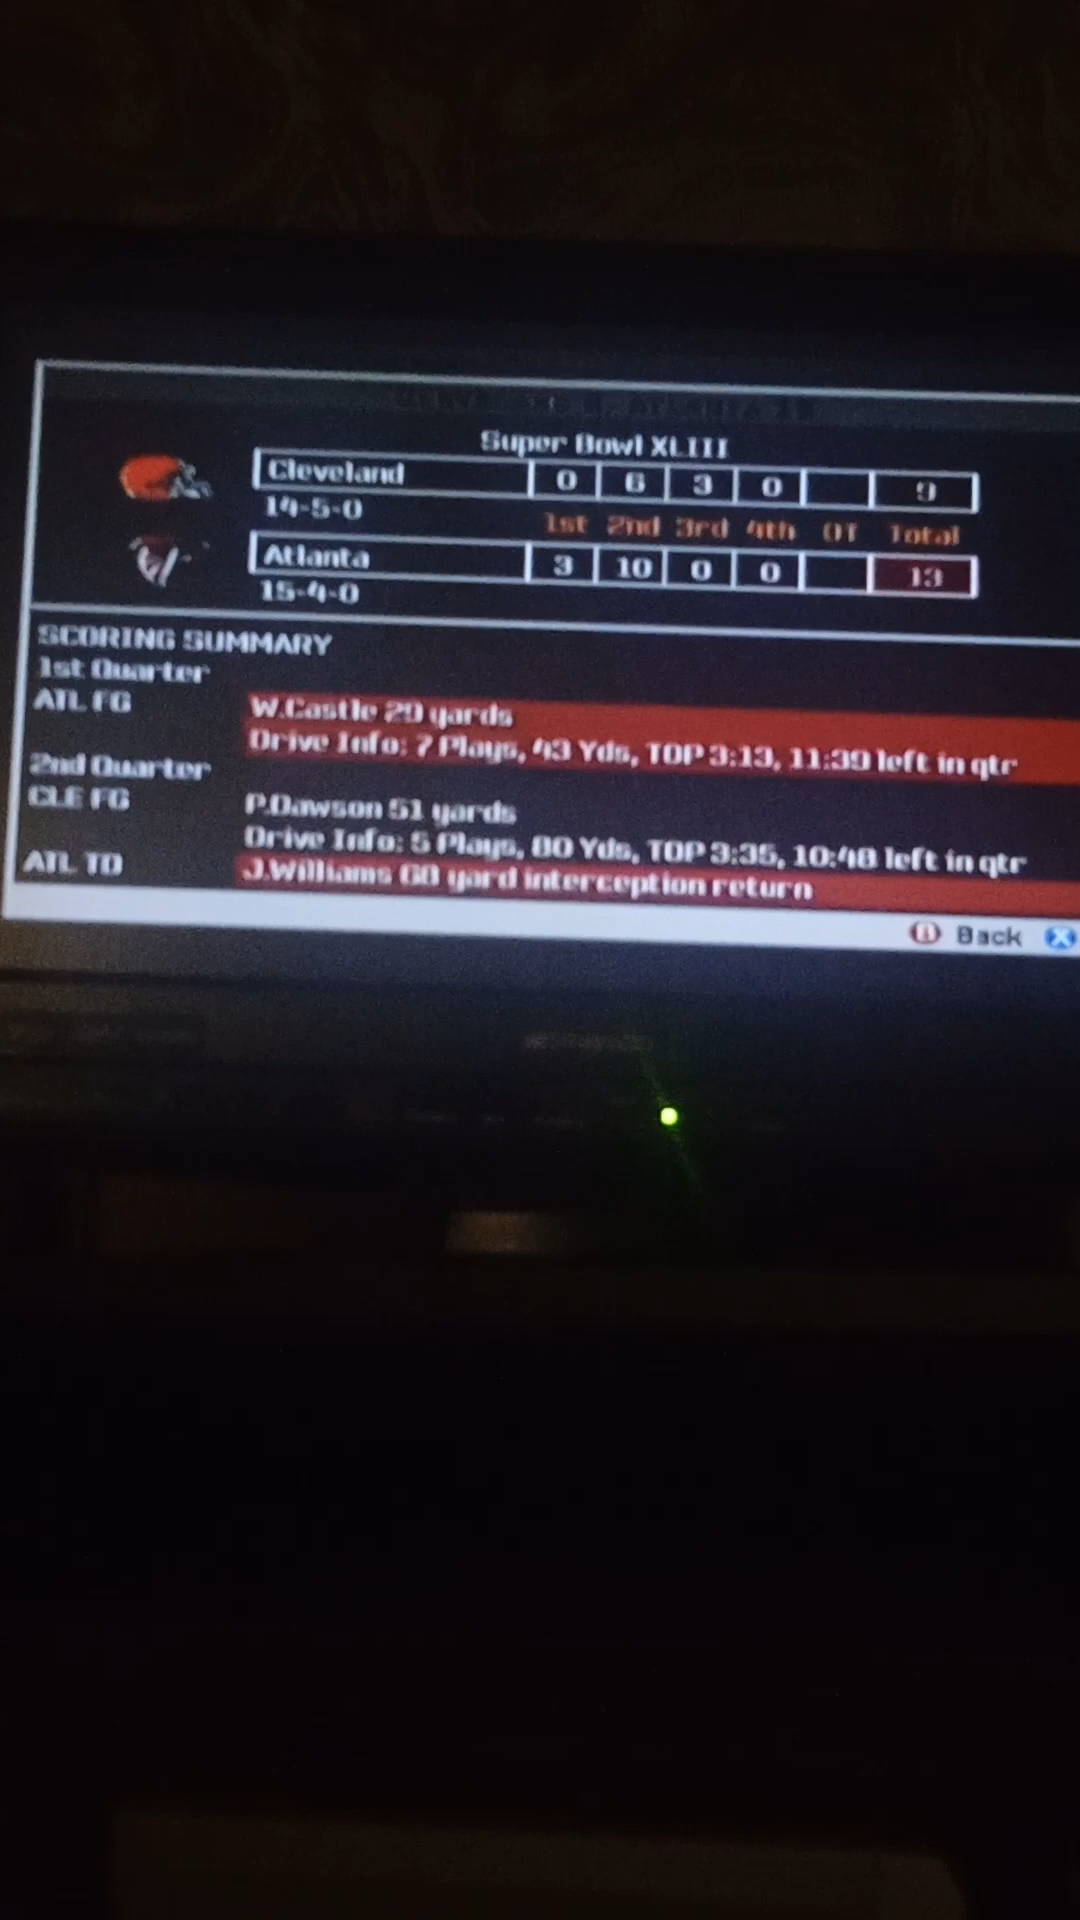 Super Bowl XLIII
Cleveland 0 6 3 0 9
14-5-0
1st 2nd 3rd 4th OT Total
Atlanta 3 10 0 0 13
15-4-0
SCORING SUMMARY
1st Quarter
ATL FG W.Castle 29 yards
Drive Info: 7 Plays, 43 Yds, TOP 3:13, 11:39 left in qtr
2nd Quarter
CLE FG P.Dawson 51 yards
Drive Info: 5 Plays, Yds, TOP 3:35, 10:48 left in qtr
ATL TD J.Williams yard interception return
B Back X